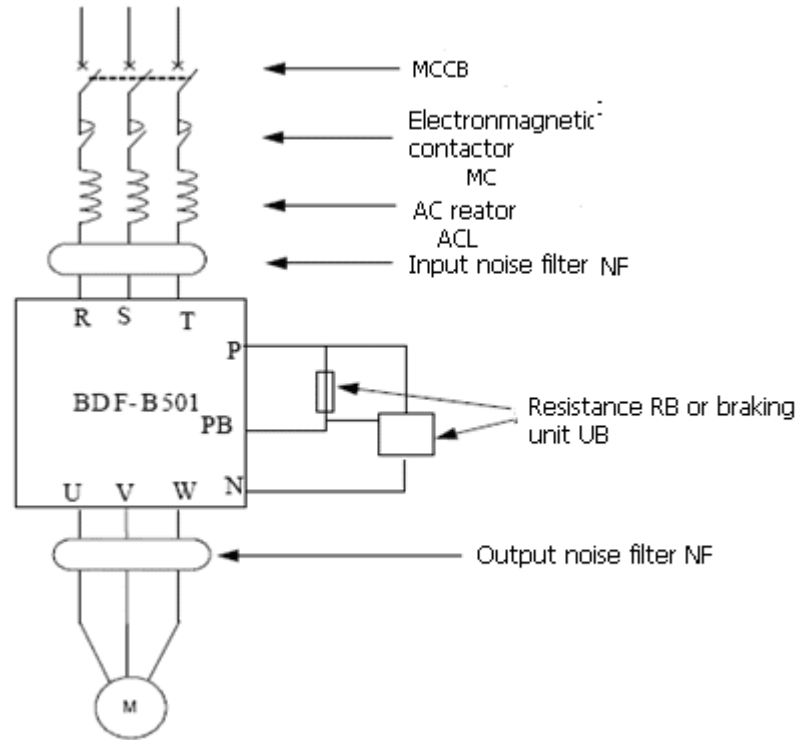 MCCB
Electronmagnetic
contactor
MC
AC reator
ACL
Input noise filter NF
R S T
P
BDF-B501
PB
Resistance RB or braking
unit UB
N
U V W
Output noise filter NF
M